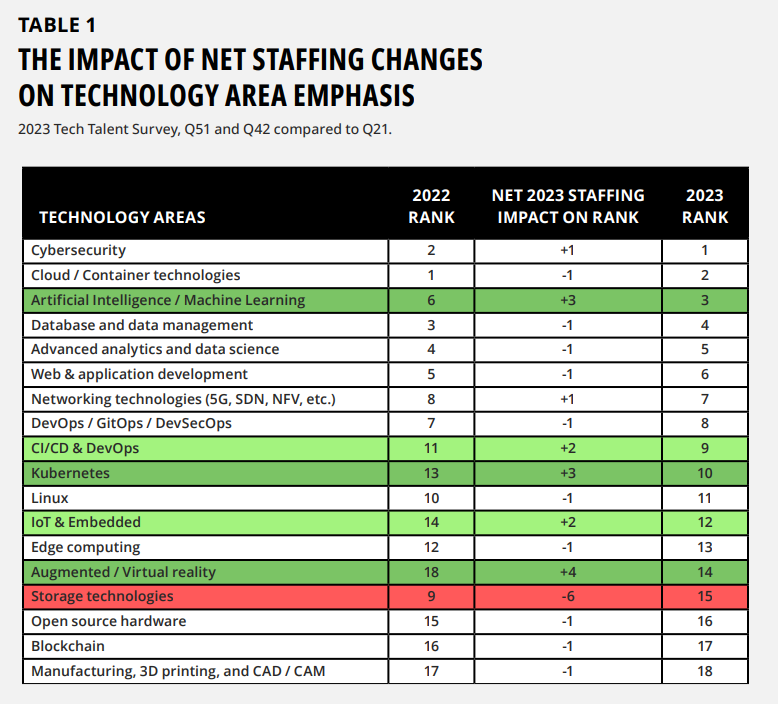 TABLE 1
THE IMPACT OF NET STAFFING CHANGES
ON TECHNOLOGY AREA EMPHASIS
2023 Tech Talent Survey, Q51 and Q42 compared to Q21.
TECHNOLOGY AREAS 2022 RANK NET 2023 STAFFING IMPACT ON RANK 2023 RANK
Cybersecurity 2 +1 1
Cloud / Container technologies 1 -1 2
Artificial Intelligence / Machine Learning 6 +3 3
Database and data management 3 -1 4
Advanced analytics and data science 4 -1 5
Web & application development 5 -1 6
Networking technologies (5G, SDN, NFV, etc.) 8 +1 7
DevOps / GitOps / DevSecOps 7 -1 8
CI/CD & DevOps 11 +2 9
Kubernetes 13 +3 10
Linux 10 -1 11
IoT & Embedded 14 +2 12
Edge computing 12 -1 13
Augmented / Virtual reality 18 +4 14
Storage technologies 9 -6 15
Open source hardware 15 -1 16
Blockchain 16 -1 17
Manufacturing, 3D printing, and CAD / CAM 17 -1 18